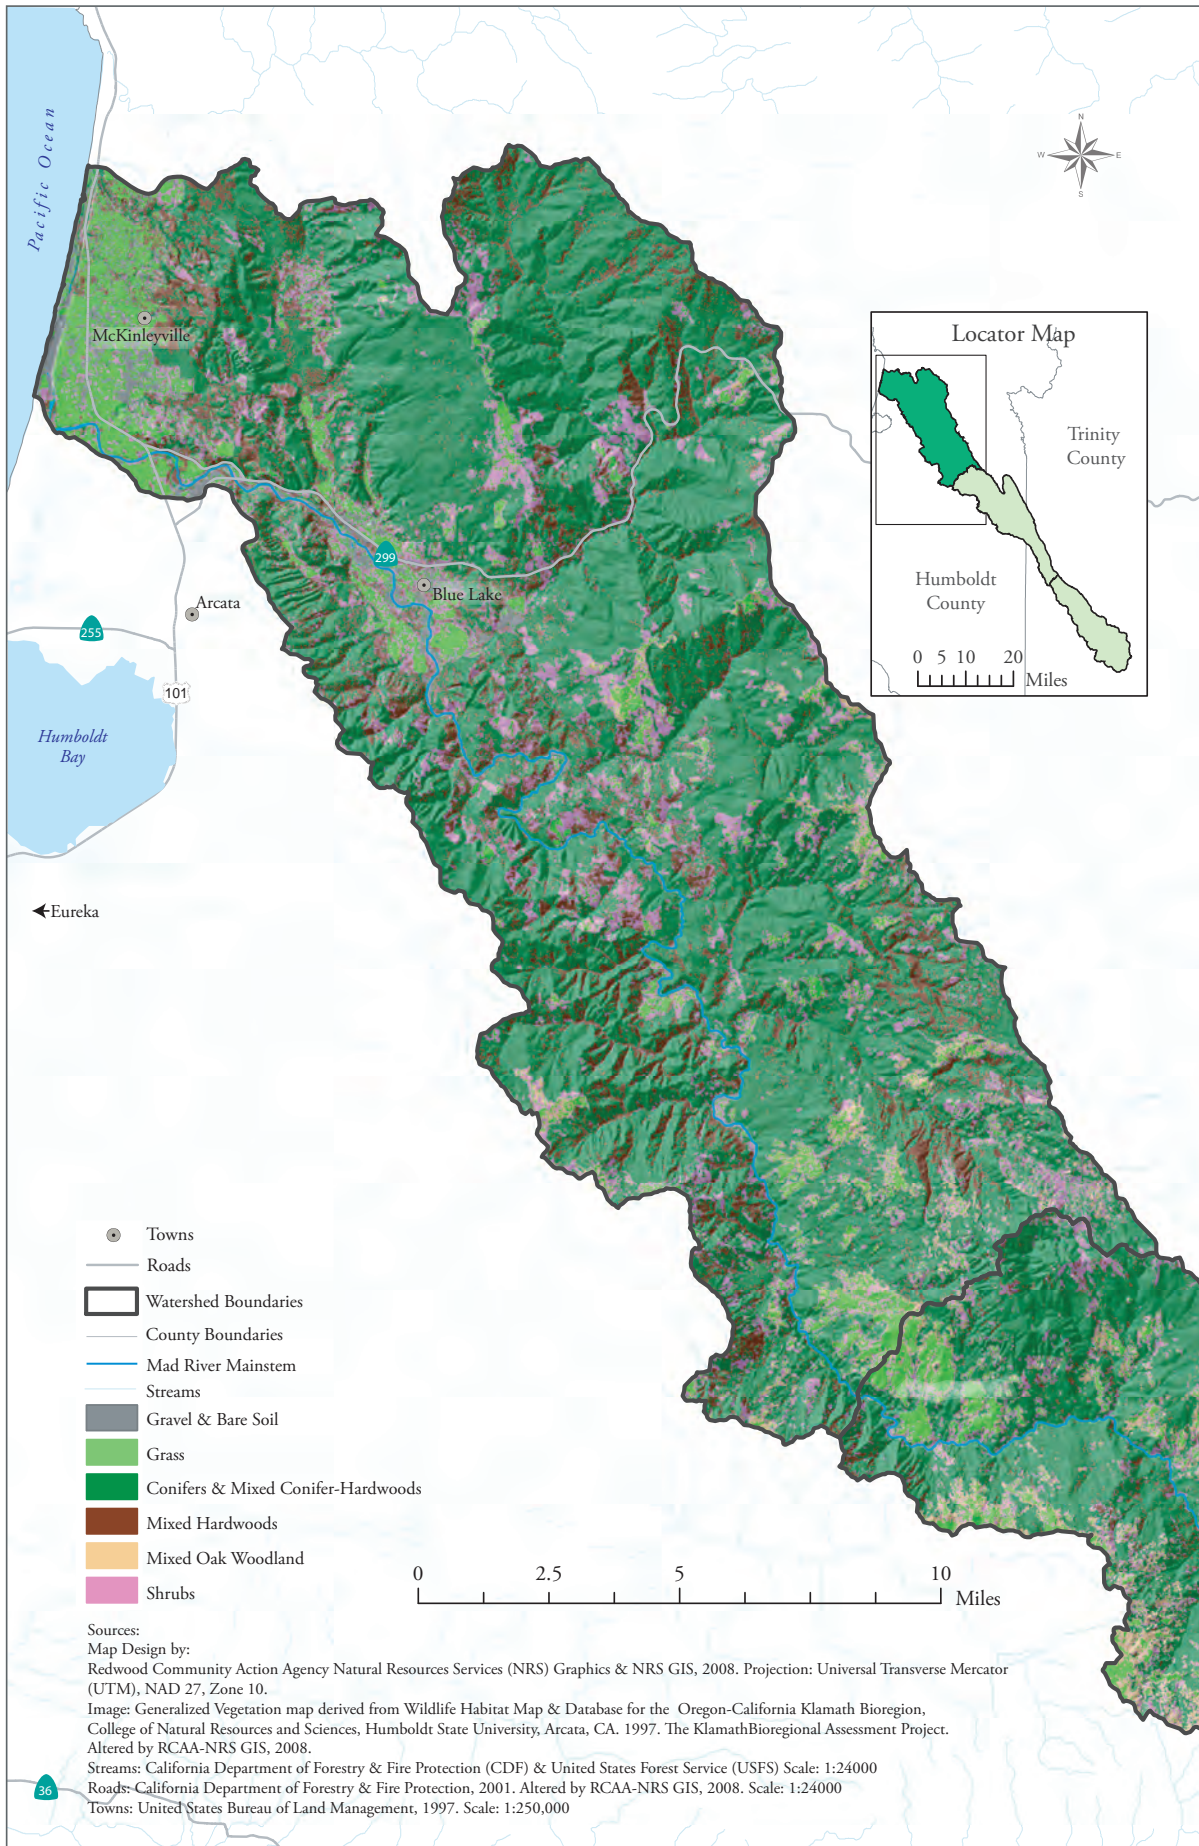 Pacific Ocean
N
W
E
S
McKinleyville
Locator Map
Trinity
County
Humboldt
County
0 5 10 20
Miles
299
Blue Lake
Arcata
255
101
Humboldt
Bay
Eureka
Towns
Roads
Watershed Boundaries
County Boundaries
Mad River Mainstem
Streams
Gravel & Bare Soil
Grass
Conifers & Mixed Conifer-Hardwoods
Mixed Hardwoods
Mixed Oak Woodland
Shrubs
0 2.5 5 10
Miles
Sources:
Map Design by:
Redwood Community Action Agency Natural Resources Services (NRS) Graphics & NRS GIS, 2008. Projection: Universal Transverse Mercator
(UTM), NAD 27, Zone 10.
Image: Generalized Vegetation map derived from Wildlife Habitat Map & Database for the Oregon-California Klamath Bioregion,
College of Natural Resources and Sciences, Humboldt State University, Arcata, CA. 1997. The KlamathBioregional Assessment Project.
Altered by RCAA-NRS GIS, 2008.
Streams: California Department of Forestry & Fire Protection (CDF) & United States Forest Service (USFS) Scale: 1:24000
Roads: California Department of Forestry & Fire Protection, 2001. Altered by RCAA-NRS GIS, 2008. Scale: 1:24000
Towns: United States Bureau of Land Management, 1997. Scale: 1:250,000
36